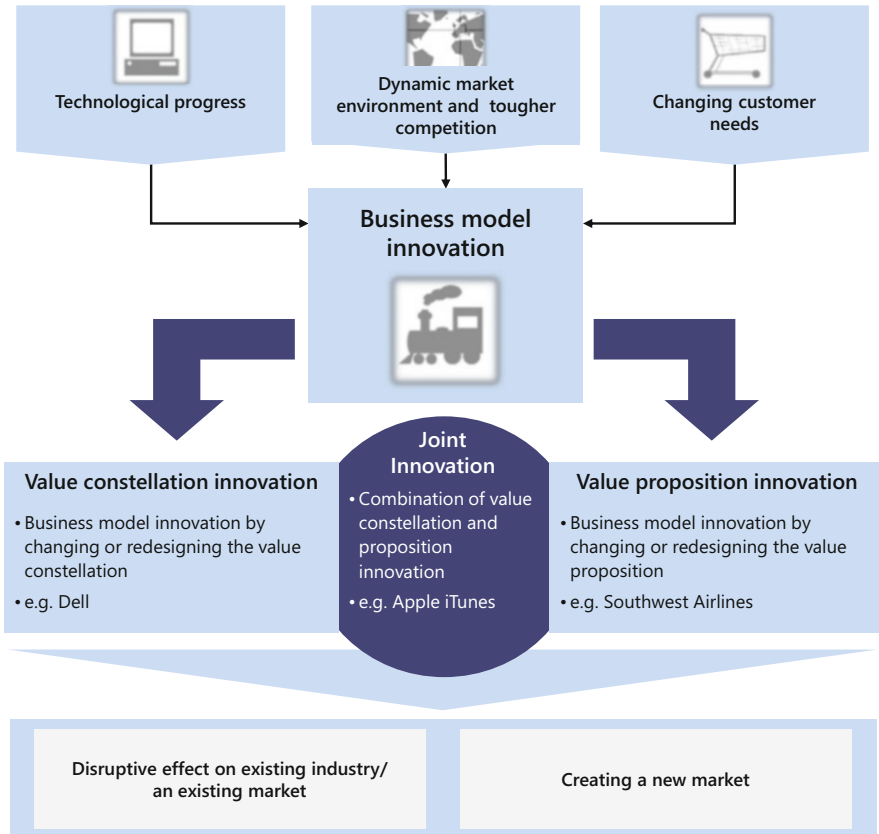 Technological progress
Dynamic market
environment and tougher
competition
Changing customer
needs
Business model
innovation
Value constellation innovation
• Business model innovation by
changing or redesigning the value
constellation
• e.g. Dell
Joint
Innovation
• Combination of value
constellation and
proposition
innovation
• e.g. Apple iTunes
Value proposition innovation
• Business model innovation by
changing or redesigning the value
proposition
• e.g. Southwest Airlines
Disruptive effect on existing industry/
an existing market
Creating a new market